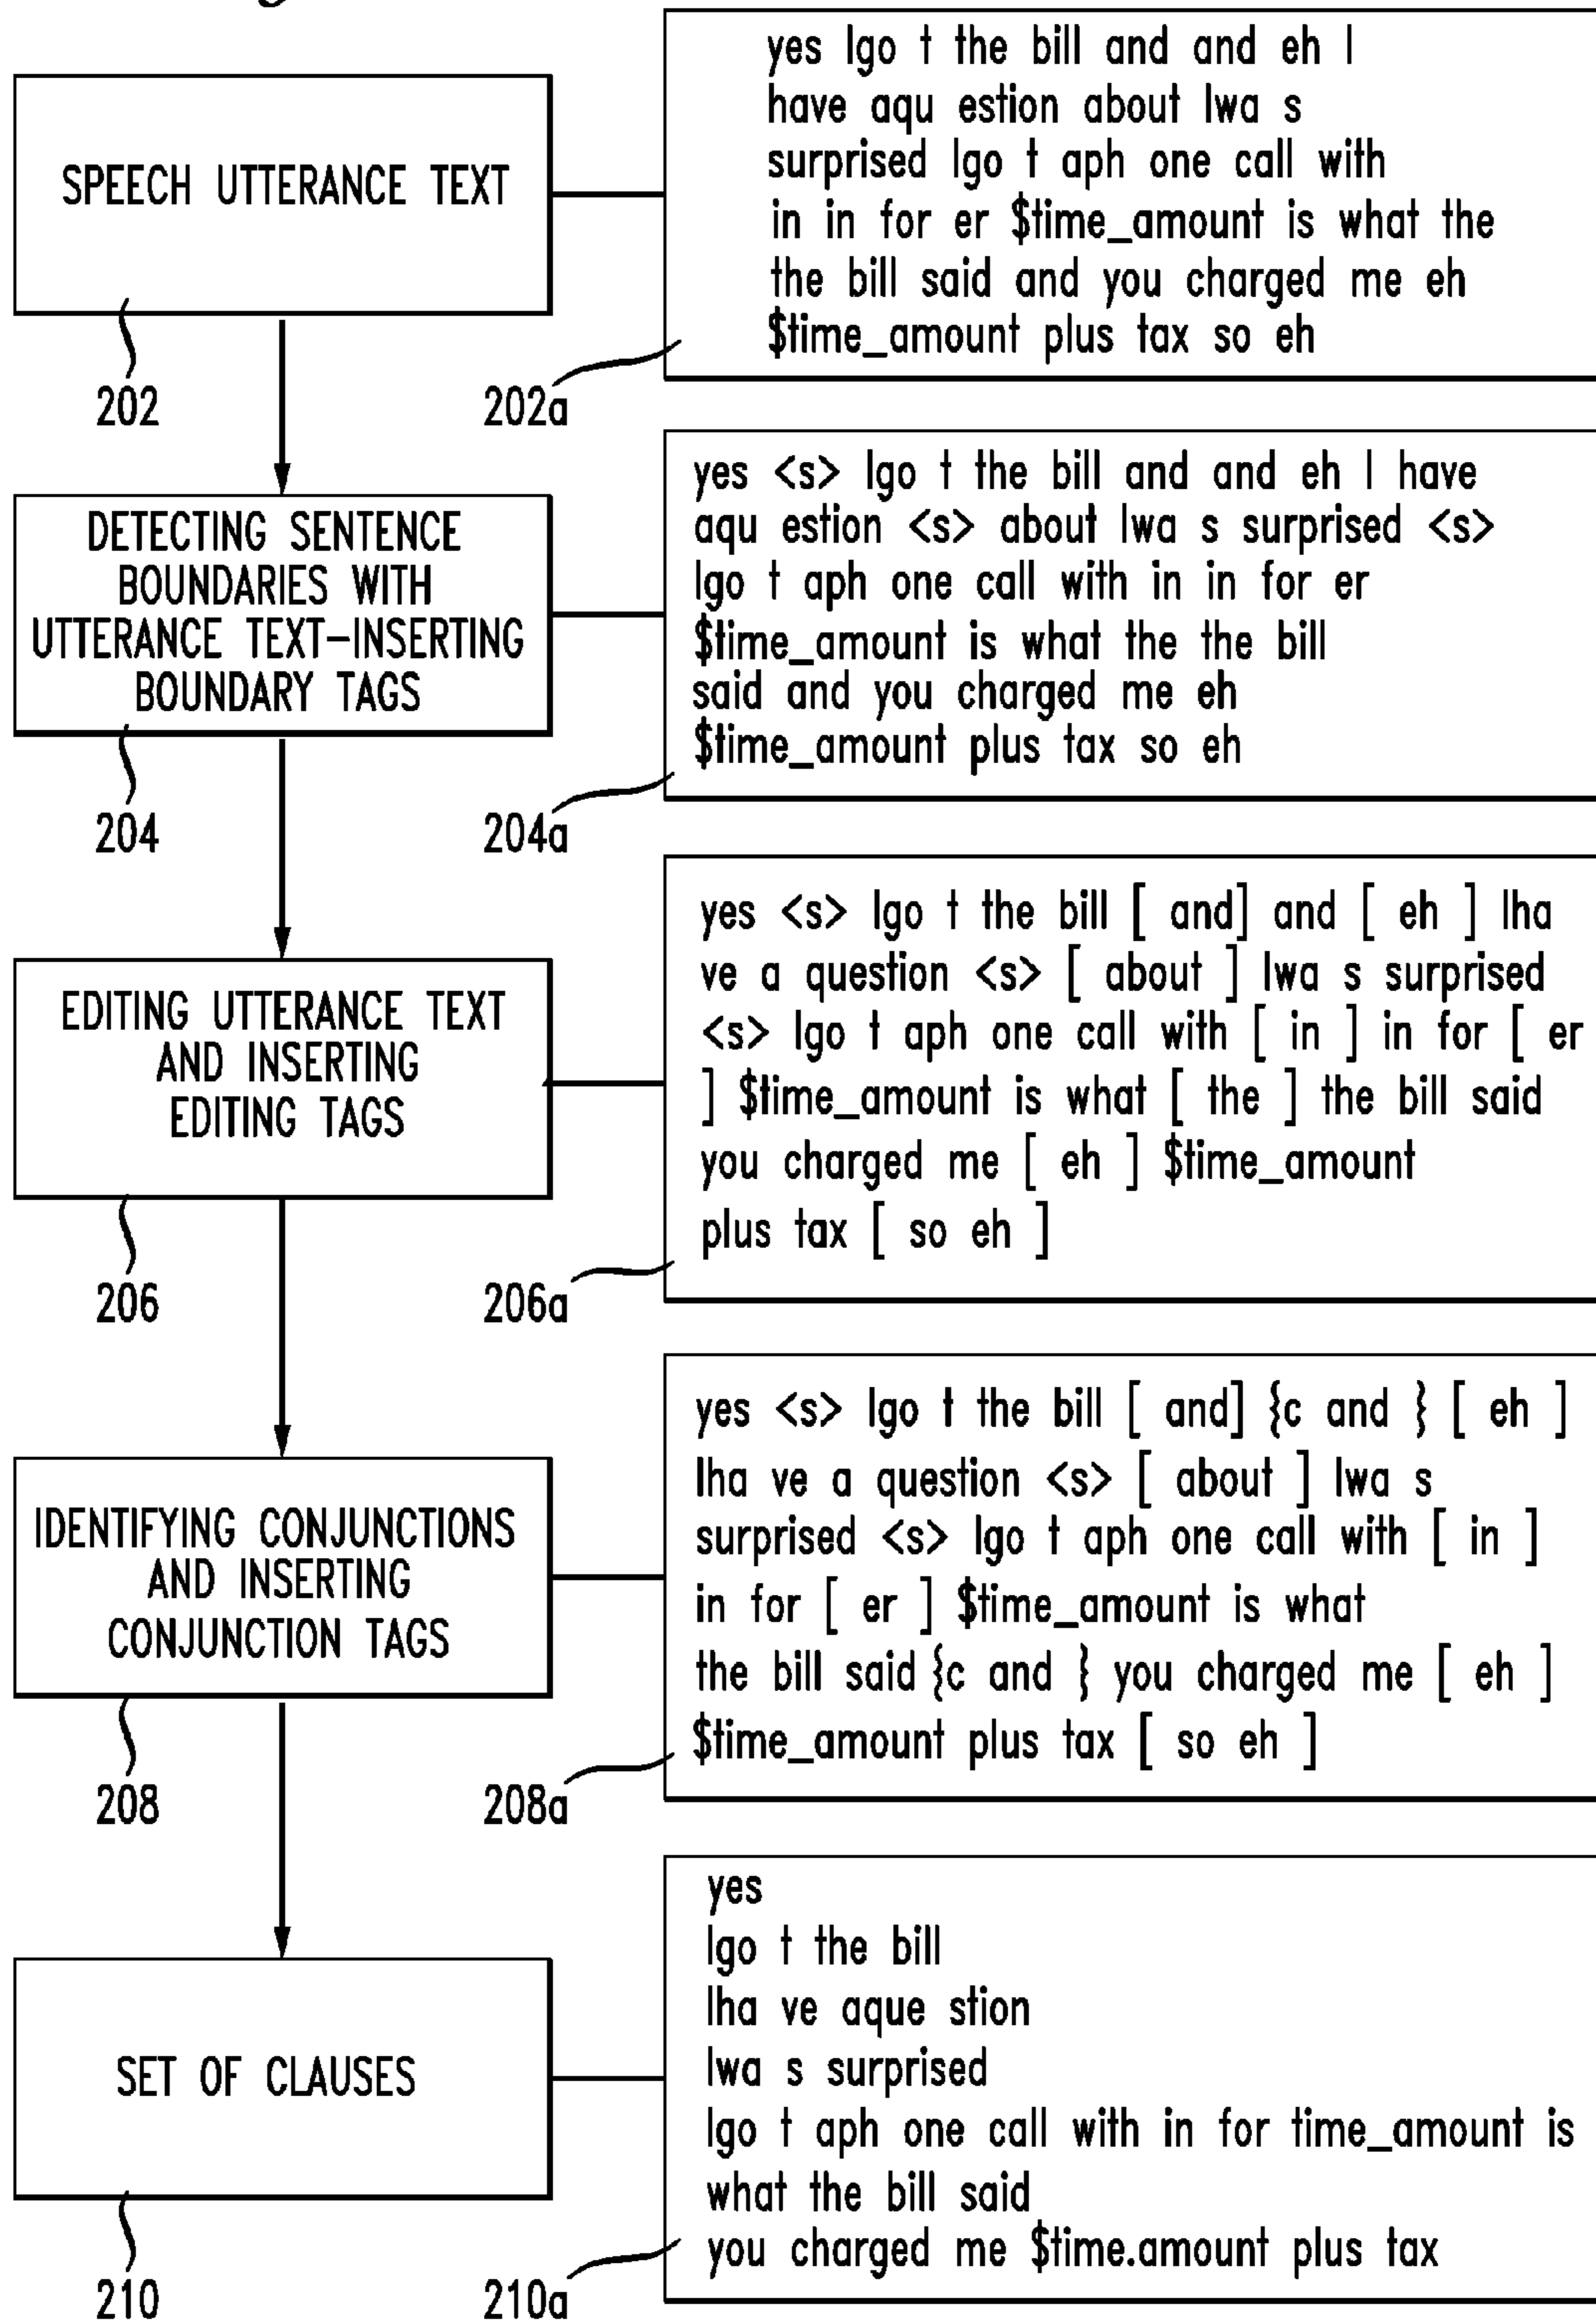 yes Igo t the bill and and eh I
have aqu estion about Iwa s
surprised Igo t aph one call with
in in for er $time_amount is what the
the bill said and you charged me eh
$time_amount plus tax so eh
SPEECH UTTERANCE TEXT
202
202a
yes <s> Igo t the bill and and eh I have
aqu estion <s> about Iwa s surprised <s>
Igo t aph one call with in in for er
$time_amount is what the the bill
said and you charged me eh
$time_amount plus tax so eh
DETECTING SENTENCE
BOUNDARIES WITH
UTTERANCE TEXT-INSERTING
BOUNDARY TAGS
204
204a
yes <s> Igo t the bill [ and] and [ eh ] Iha
ve a question <s> [ about ] Iwa s surprised
<s> Igo t aph one call with [ in ] in for [ er
] $time_amount is what [ the ] the bill said
you charged me [ eh ] $time_amount
plus tax [ so eh ]
EDITING UTTERANCE TEXT
AND INSERTING
EDITING TAGS
206
206a
yes <s> Igo t the bill [ and] {c and } [ eh ]
Iha ve a question <s> [ about ] Iwa s
surprised <s> Igo t aph one call with [ in ]
in for [ er ] $time_amount is what
the bill said {c and } you charged me [ eh ]
$time_amount plus tax [ so eh ]
IDENTIFYING CONJUNCTIONS
AND INSERTING
CONJUNCTION TAGS
208
208a
yes
Igo t the bill
Iha ve aque stion
Iwa s surprised
Igo t aph one call with in for time_amount is
what the bill said
you charged me $time.amount plus tax
SET OF CLAUSES
210
210a